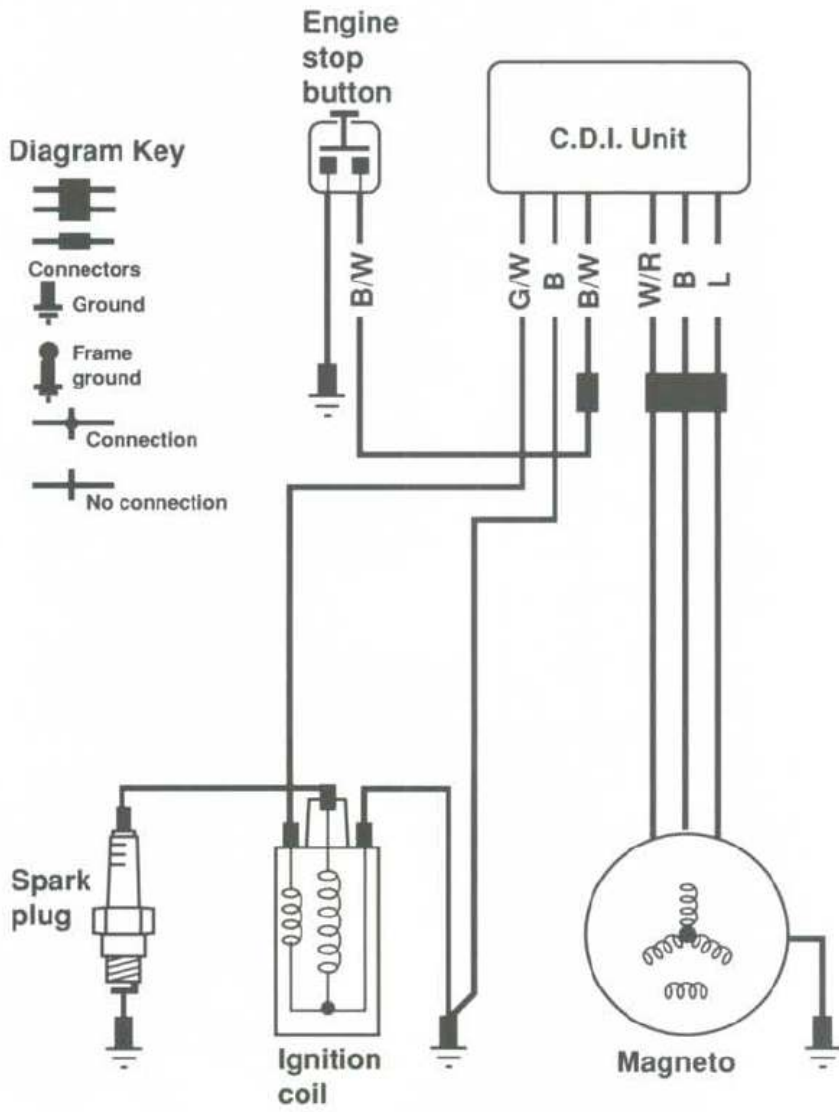 Engine
stop
button
C.D.I. Unit
Diagram Key
Connectors
Ground
Frame
ground
Connection
No connection
B/W
G/W
B
B/W
W/R
B
L
Spark
plug
Ignition
coil
Magneto